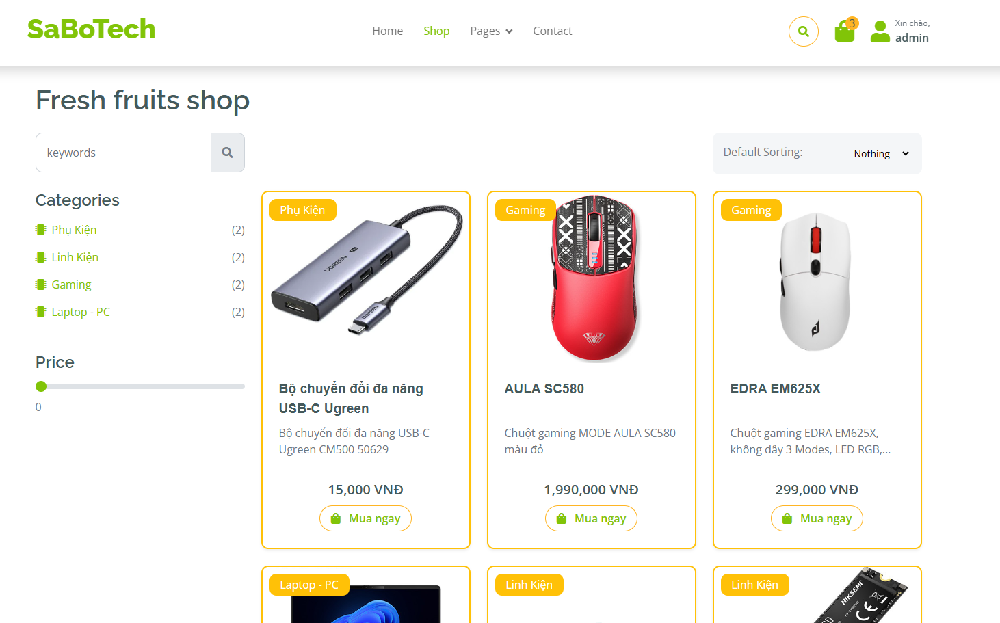 SaBoTech
Home Shop Pages Contact
3
Xin chào,
admin
Fresh fruits shop
keywords
Default Sorting: Nothing
Categories
Phụ Kiện (2)
Linh Kiện (2)
Gaming (2)
Laptop - PC (2)
Price
0
Phụ Kiện
UGREEN
UGREEN
Bộ chuyển đổi đa năng
USB-C Ugreen
Bộ chuyển đổi đa năng USB-C
Ugreen CM500 50629
15,000 VNĐ
Mua ngay
Gaming
AULA SC580
Chuột gaming MODE AULA SC580
màu đỏ
1,990,000 VNĐ
Mua ngay
Gaming
EDRA EM625X
Chuột gaming EDRA EM625X,
không dây 3 Modes, LED RGB,...
299,000 VNĐ
Mua ngay
Laptop - PC
Linh Kiện
Linh Kiện
HIKSEMI
CE